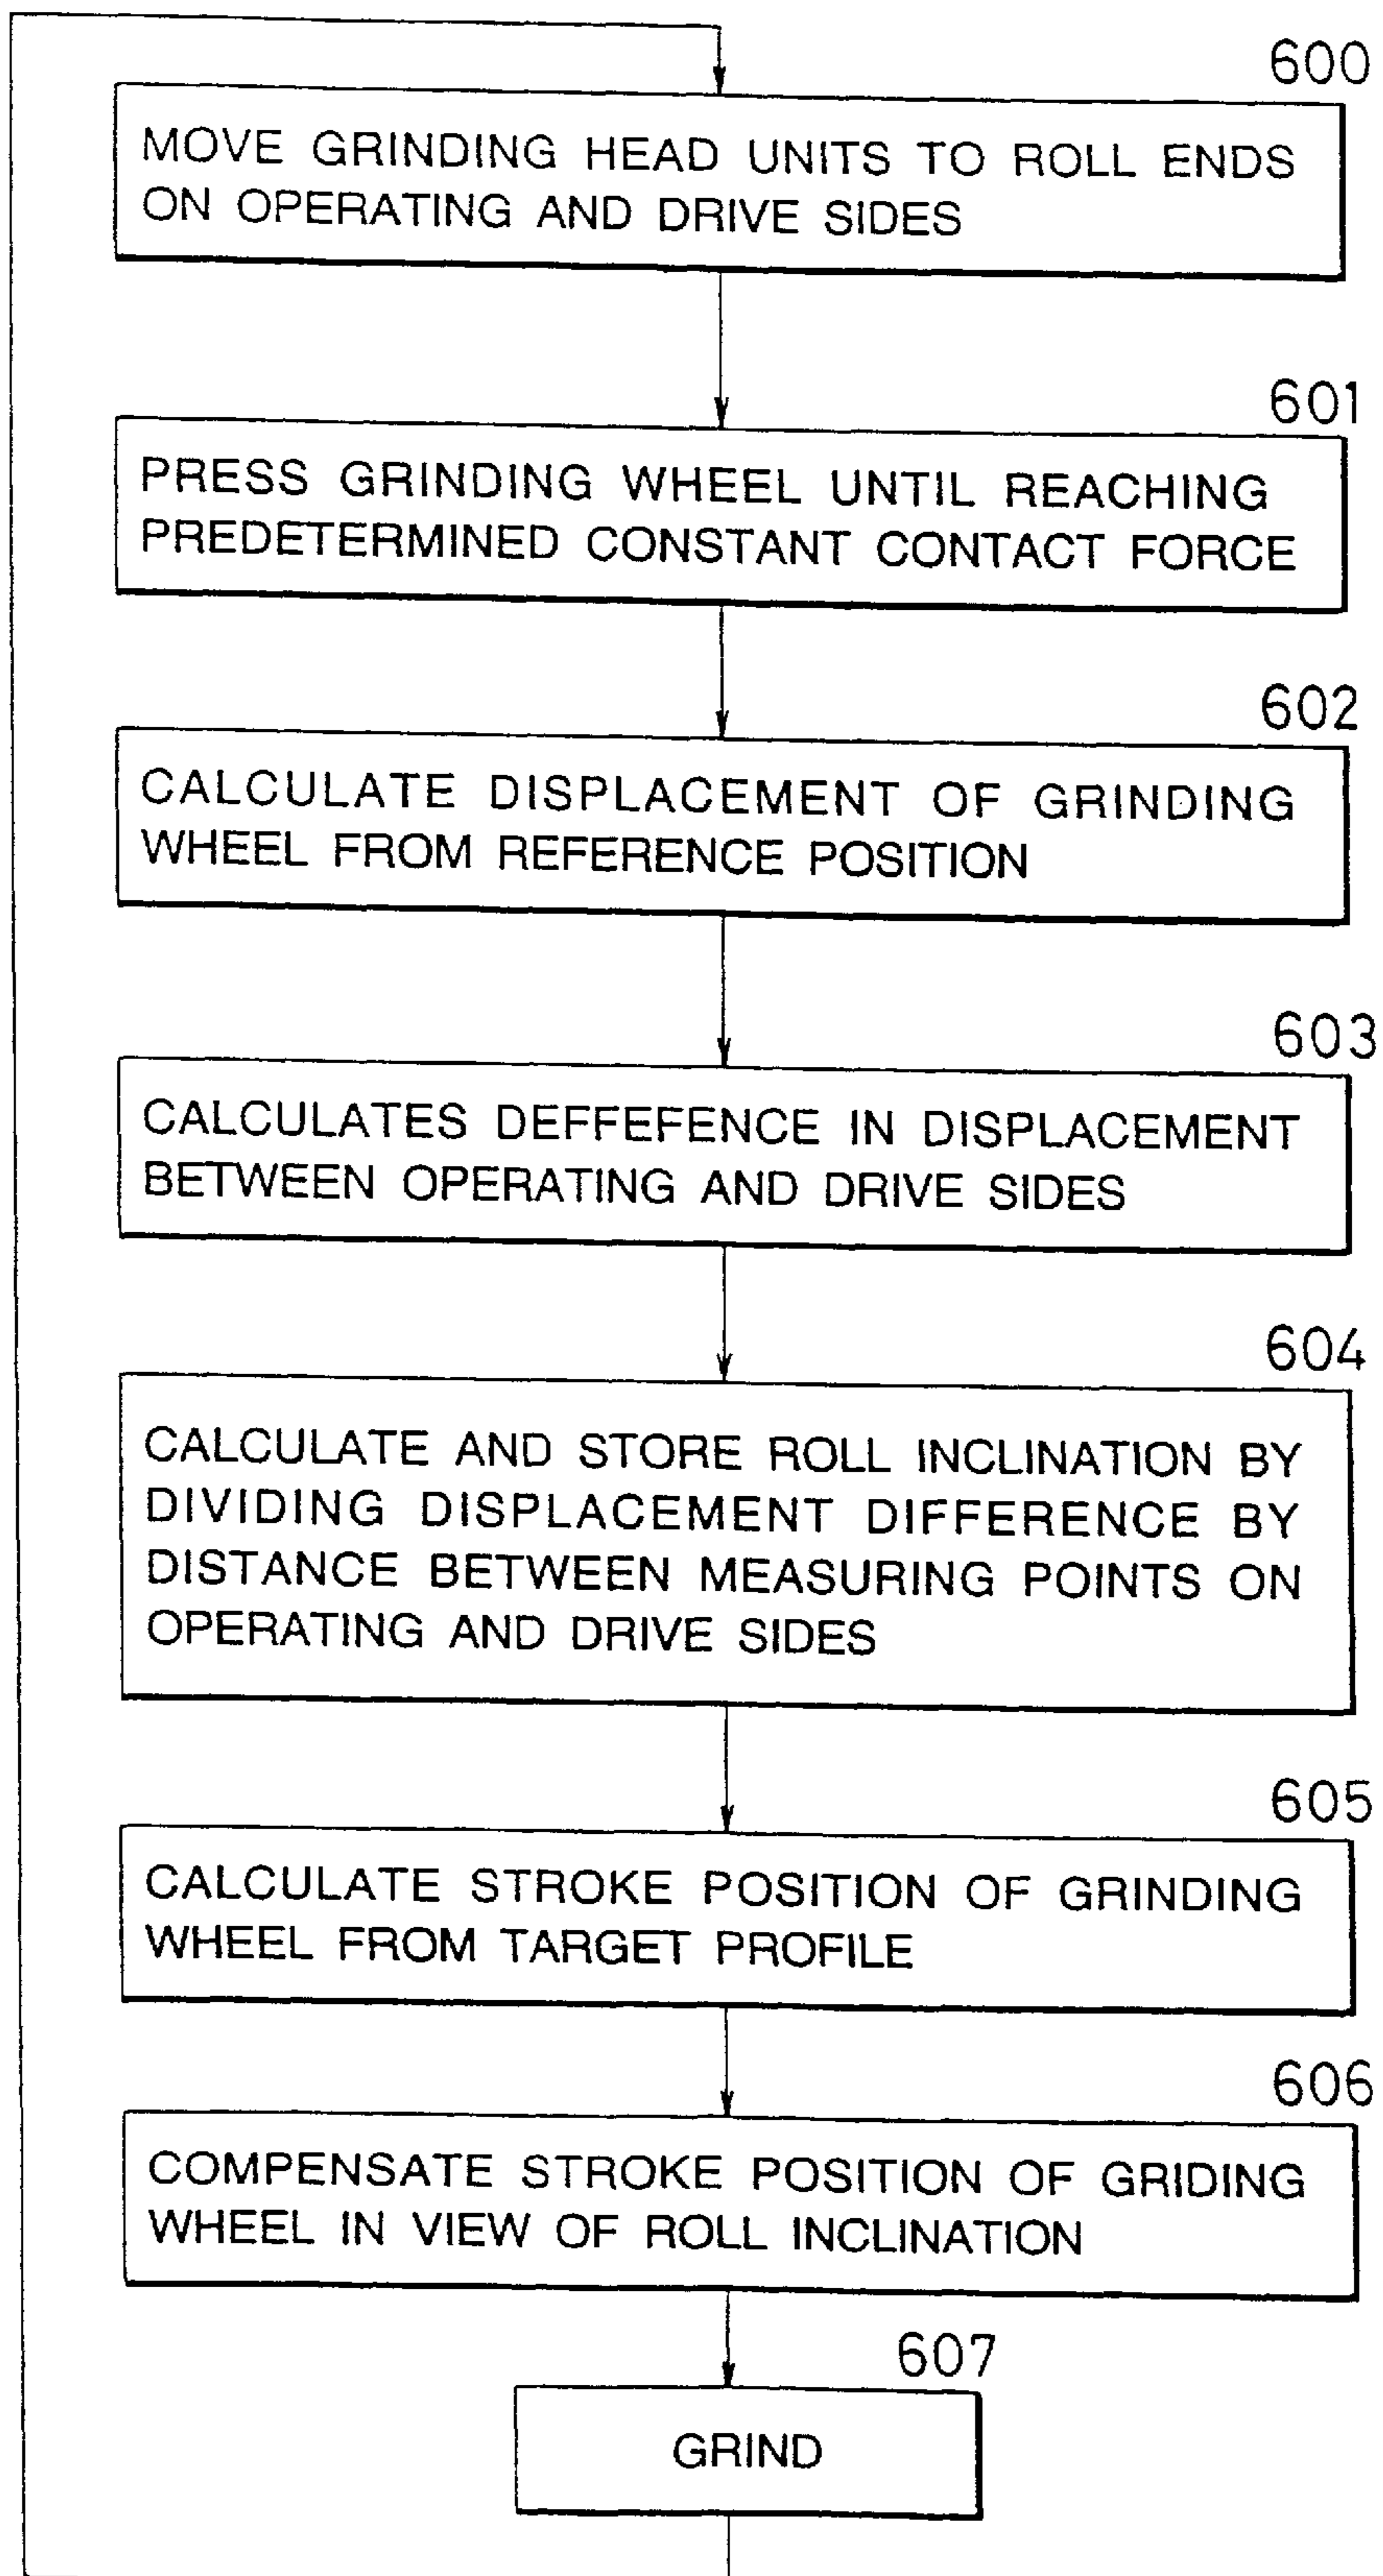 600
MOVE GRINDING HEAD UNITS TO ROLL ENDS
ON OPERATING AND DRIVE SIDES
601
PRESS GRINDING WHEEL UNTIL REACHING
PREDETERMINED CONSTANT CONTACT FORCE
602
CALCULATE DISPLACEMENT OF GRINDING
WHEEL FROM REFERENCE POSITION
603
CALCULATES DEFFEFENCE IN DISPLACEMENT
BETWEEN OPERATING AND DRIVE SIDES
604
CALCULATE AND STORE ROLL INCLINATION BY
DIVIDING DISPLACEMENT DIFFERENCE BY
DISTANCE BETWEEN MEASURING POINTS ON
OPERATING AND DRIVE SIDES
605
CALCULATE STROKE POSITION OF GRINDING
WHEEL FROM TARGET PROFILE
606
COMPENSATE STROKE POSITION OF GRIDING
WHEEL IN VIEW OF ROLL INCLINATION
607
GRIND